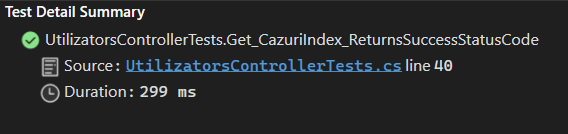 Test Detail Summary
UtilizatorsControllerTests.Get_CazuriIndex_ReturnsSuccessStatusCode
Source: UtilizatorsControllerTests.cs line 40
Duration: 299 ms